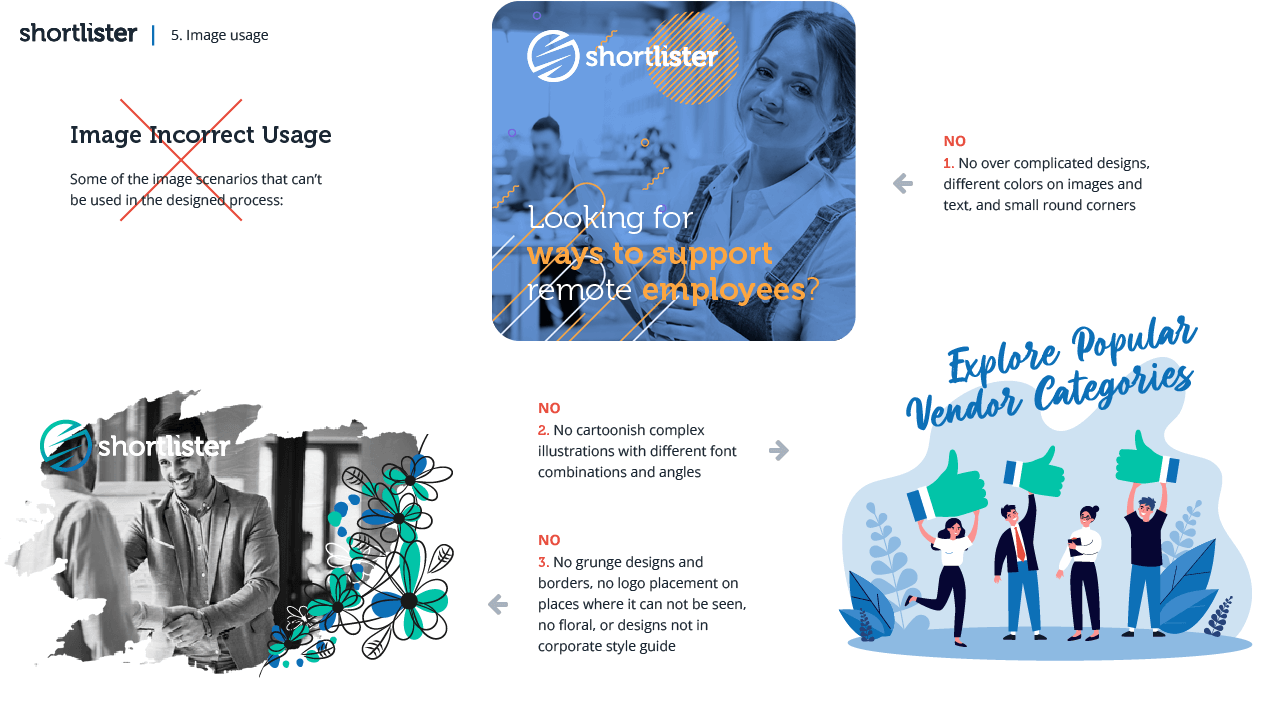 shortlister
5. Image usage
Image Incorrect Usage
Some of the image scenarios that can’t
be used in the designed process:
shortlister
Looking for
ways to support
remote employees?
NO
1. No over complicated designs,
different colors on images and
text, and small round corners
Explore Popular
Vendor Categories
NO
2. No cartoonish complex
illustrations with different font
combinations and angles
shortlister
NO
3. No grunge designs and
borders, no logo placement on
places where it can not be seen,
no floral, or designs not in
corporate style guide